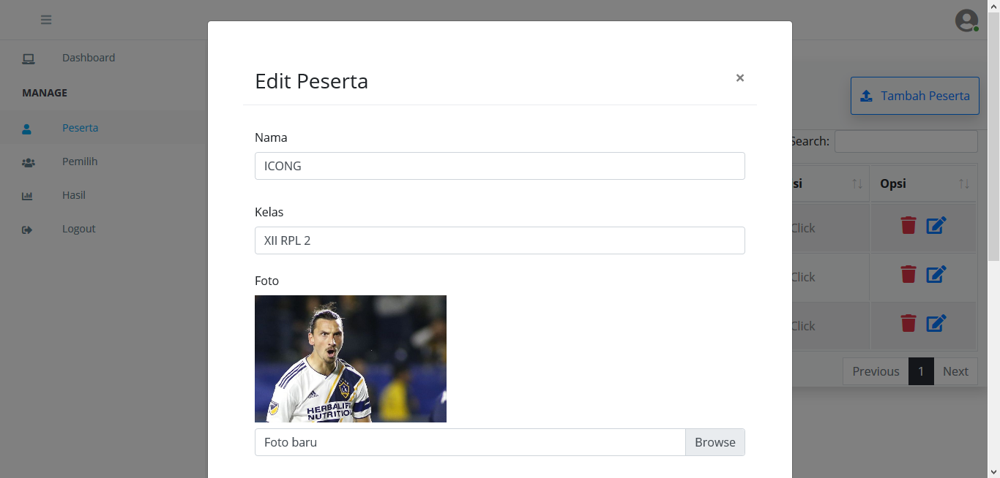 Dashboard
MANAGE
Peserta
Pemilih
Hasil
Logout
Edit Peserta
×
Nama
ICONG
Kelas
XII RPL 2
Foto
LA
HERBALIFE
NUTRITION
Foto baru
Browse
Tambah Peserta
Search:
si
Opsi
Click
Click
Click
Previous
1
Next